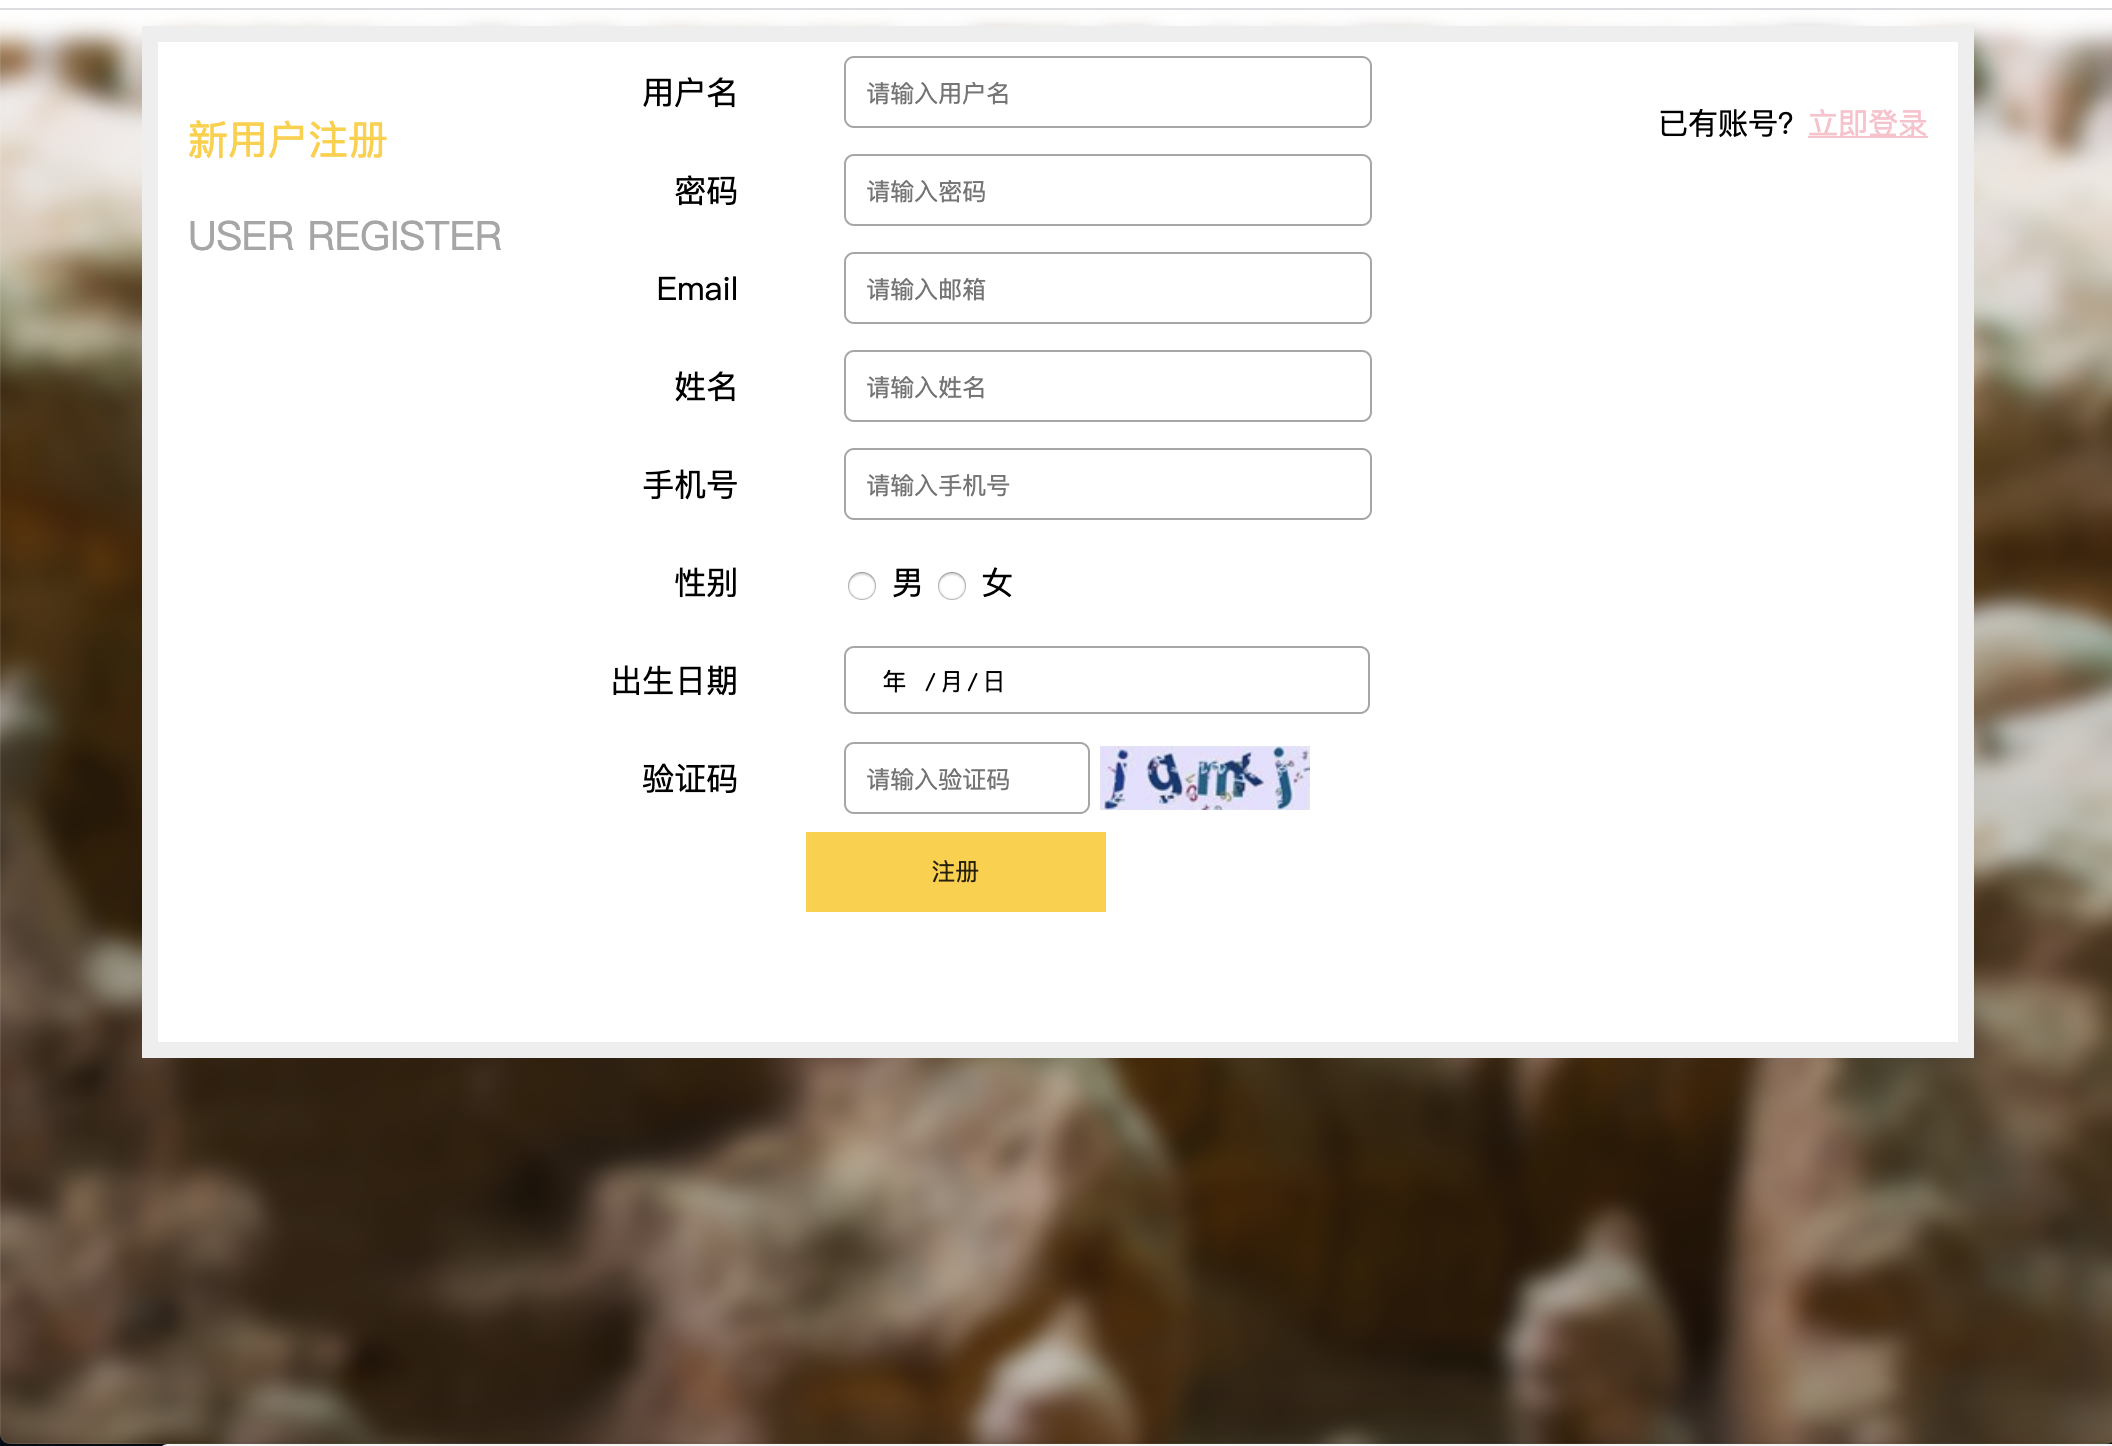 新用户注册
USER REGISTER
用户名 请输入用户名
密码 请输入密码
Email 请输入邮箱
姓名 请输入姓名
手机号 请输入手机号
性别 男 女
出生日期 年 /月/日
验证码 请输入验证码
注册
已有账号? 立即登录